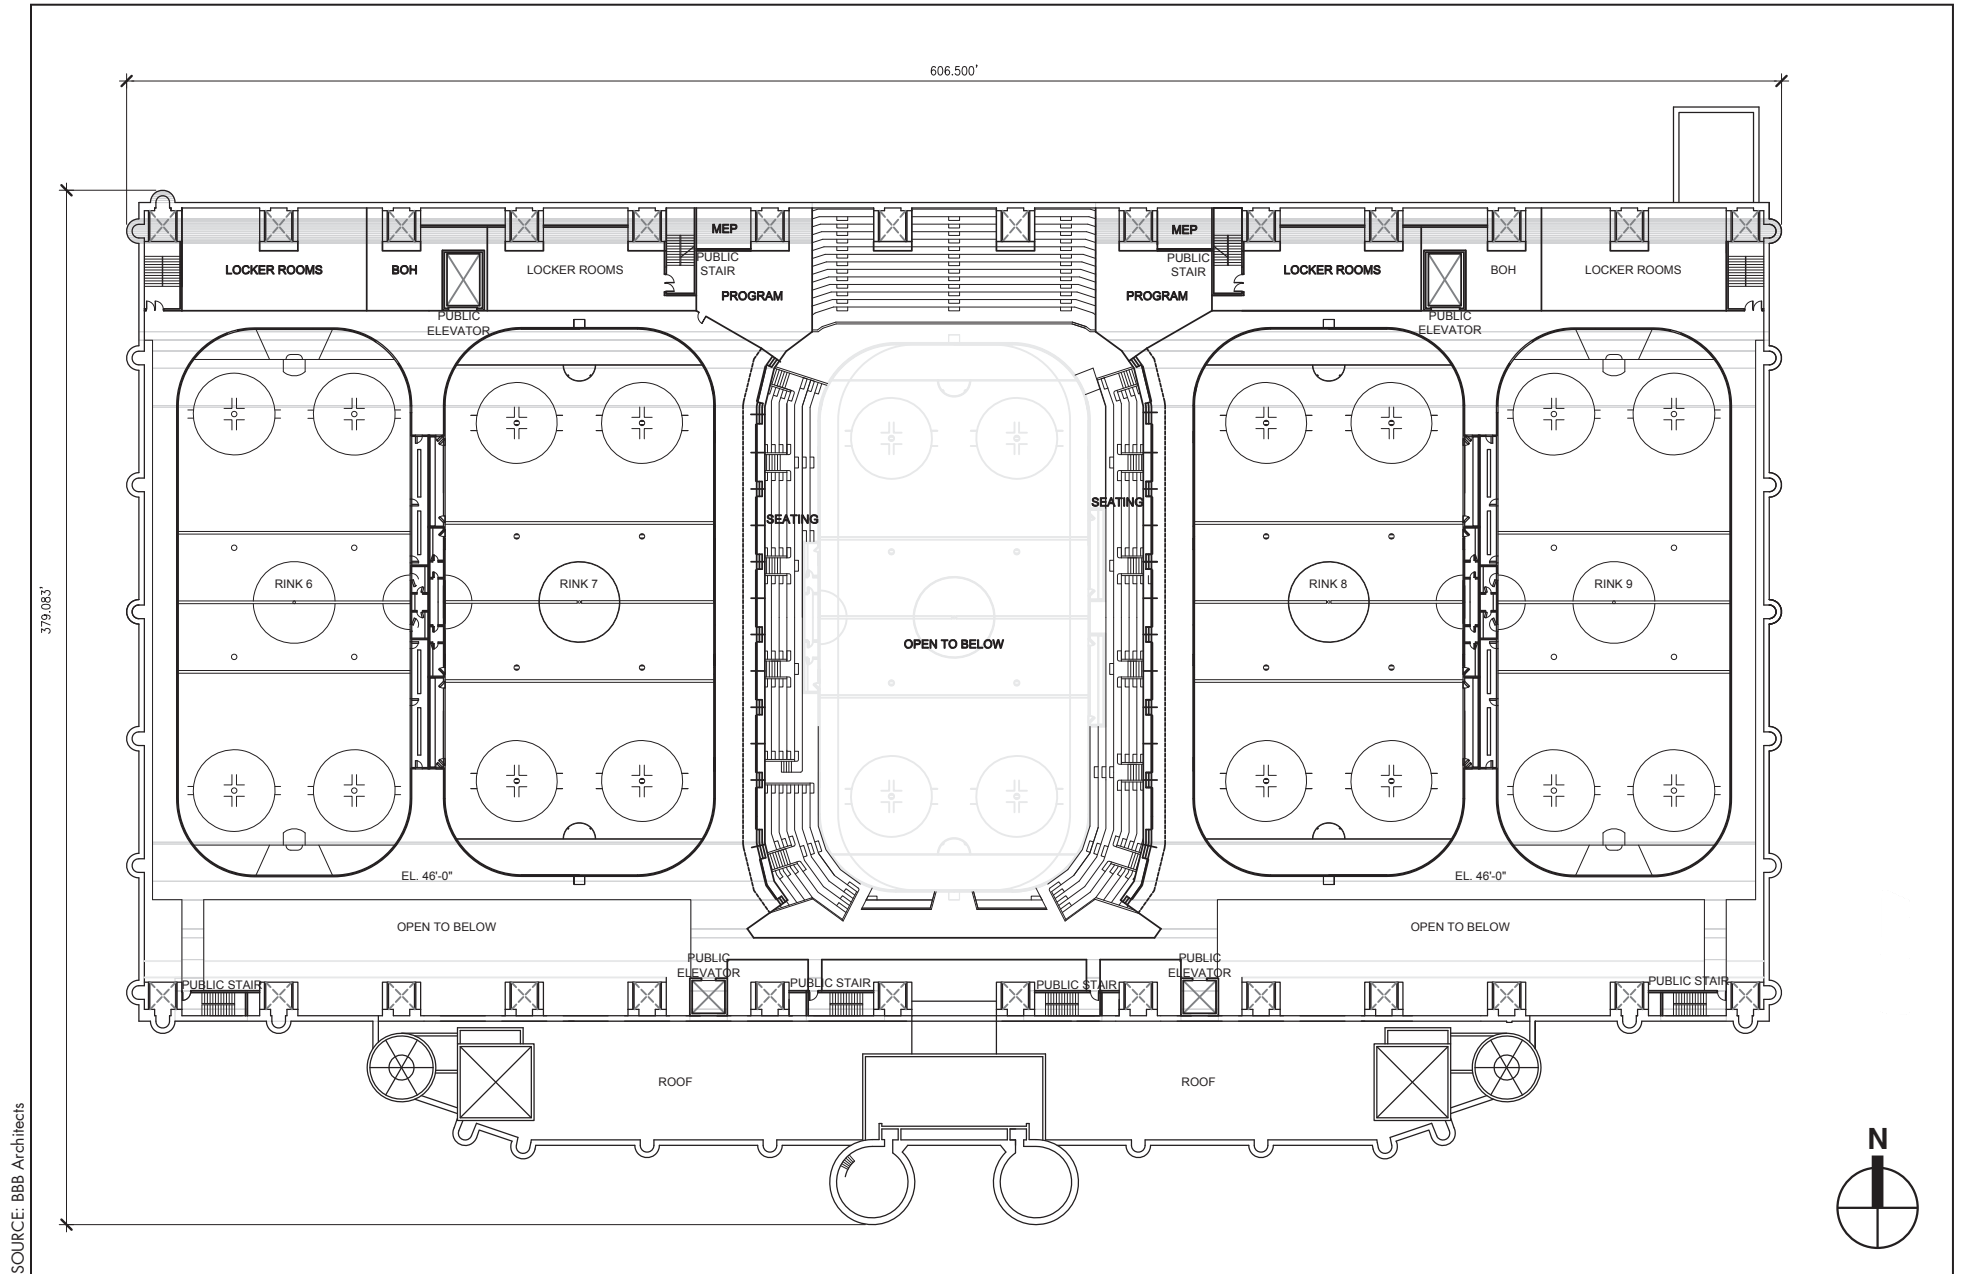 606.500'
MEP
MEP
PUBLIC
STAIR
PUBLIC
STAIR
LOCKER ROOMS
BOH
LOCKER ROOMS
LOCKER ROOMS
BOH
LOCKER ROOMS
PROGRAM
PROGRAM
PUBLIC
ELEVATOR
PUBLIC
ELEVATOR
SEATING
SEATING
RINK 6
RINK 7
RINK 8
RINK 9
379.083'
OPEN TO BELOW
EL. 46'-0"
EL. 46'-0"
OPEN TO BELOW
OPEN TO BELOW
PUBLIC
ELEVATOR
PUBLIC
ELEVATOR
PUBLIC STAIR
PUBLIC STAIR
PUBLIC STAIR
PUBLIC STAIR
ROOF
ROOF
N
SOURCE: BBB Architects